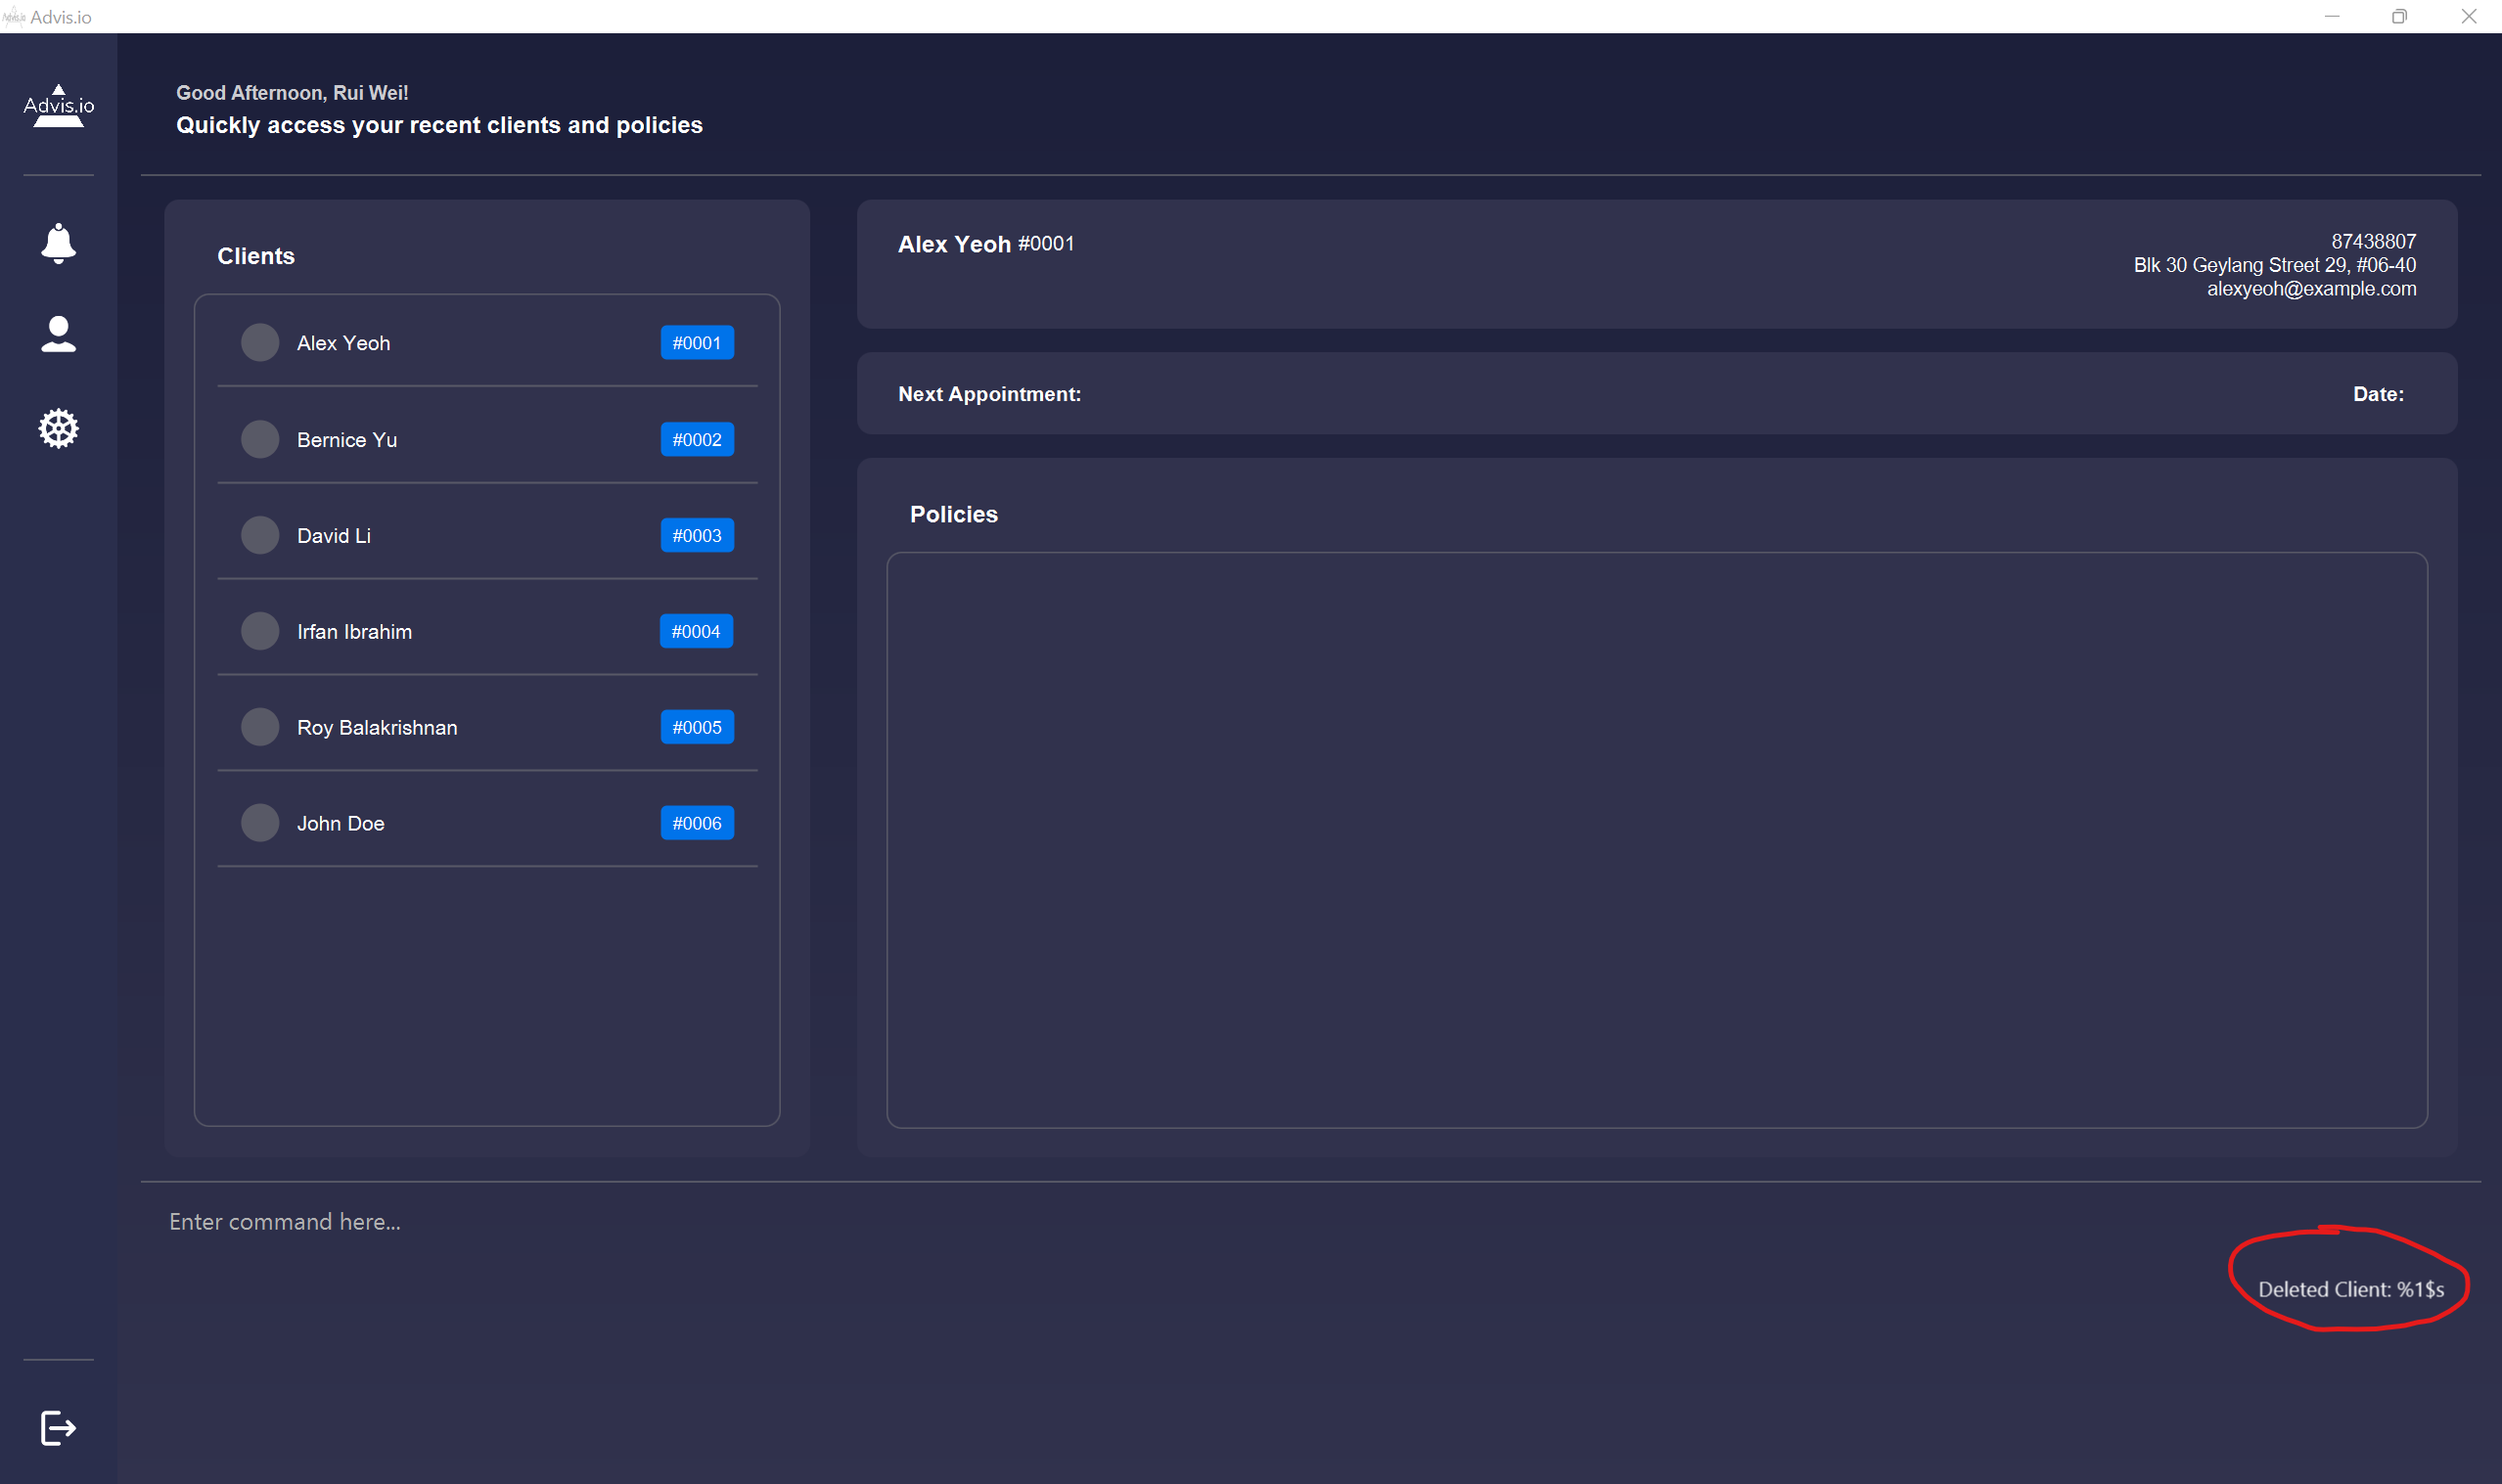 Advis.io
Advis.io
Good Afternoon, Rui Wei!
Quickly access your recent clients and policies
Clients
Alex Yeoh #0001
Bernice Yu #0002
David Li #0003
Irfan Ibrahim #0004
Roy Balakrishnan #0005
John Doe #0006
Alex Yeoh #0001
87438807
Blk 30 Geylang Street 29, #06-40
alexyeoh@example.com
Next Appointment:
Date:
Policies
Enter command here...
Deleted Client: %1$s